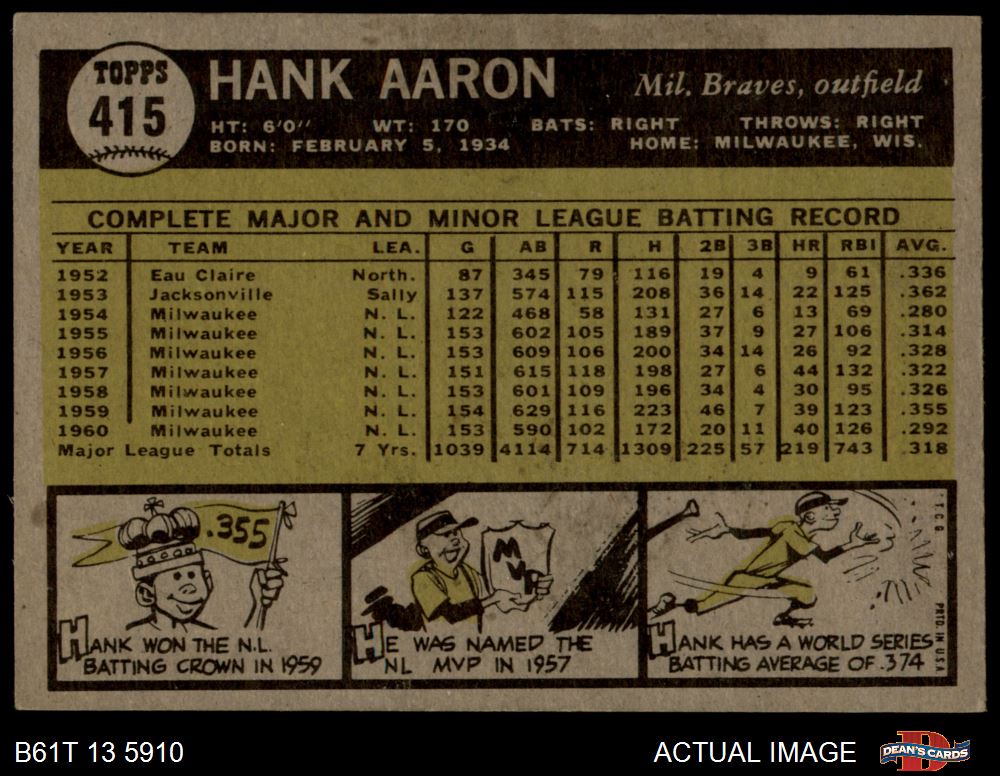 TOPPS
415
HANK AARON
Mil. Braves, outfield
HT: 6'0" WT: 170 BATS: RIGHT THROWS: RIGHT
BORN: FEBRUARY 5, 1934 HOME: MILWAUKEE, WIS.
COMPLETE MAJOR AND MINOR LEAGUE BATTING RECORD
YEAR TEAM LEA. G AB R H 2B 3B HR RBI AVG.
1952 Eau Claire North. 87 345 79 116 19 4 9 61 .336
1953 Jacksonville Sally 137 574 115 208 36 14 22 125 .362
1954 Milwaukee N. L. 122 468 58 131 27 6 13 69 .280
1955 Milwaukee N. L. 153 602 105 189 37 9 27 106 .314
1956 Milwaukee N. L. 153 609 106 200 34 14 26 92 .328
1957 Milwaukee N. L. 151 615 118 198 27 6 44 132 .322
1958 Milwaukee N. L. 153 601 109 196 34 4 30 95 .326
1959 Milwaukee N. L. 154 629 116 223 46 7 39 123 .355
1960 Milwaukee N. L. 153 590 102 172 20 11 40 126 .292
Major League Totals 7 Yrs. 1039 4114 714 1309 225 57 219 743 .318
.355
HANK WON THE N.L.
BATTING CROWN IN 1959
MVP
HE WAS NAMED THE
NL MVP IN 1957
HANK HAS A WORLD SERIES
BATTING AVERAGE OF .374
T.C.G.
PRTD. IN U.S.A.
B61T 13 5910
ACTUAL IMAGE
D
DEAN'S CARDS